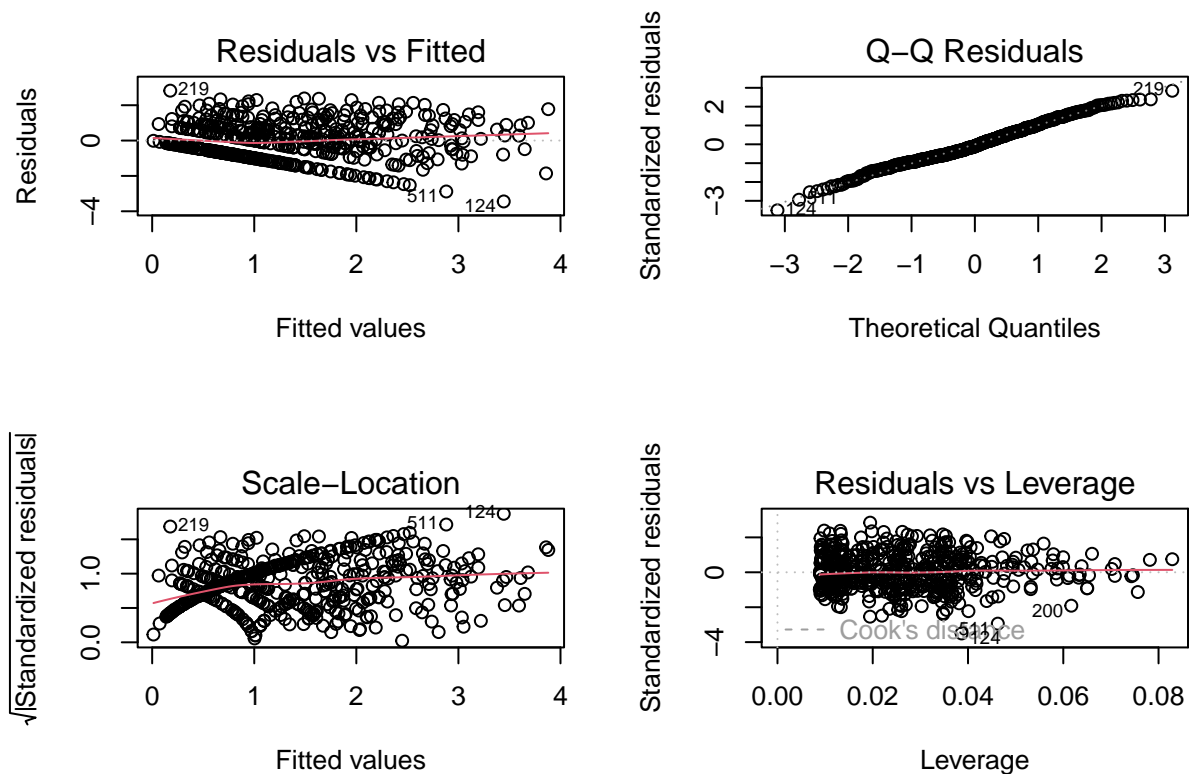 Residuals vs Fitted
Residuals
0
−4
219
511
124
0 1 2 3 4
Fitted values
Q−Q Residuals
Standardized residuals
2
0
−3
219
511
124
−3 −2 −1 0 1 2 3
Theoretical Quantiles
Scale−Location
√|Standardized residuals|
1.0
0.0
219
511
124
0 1 2 3 4
Fitted values
Residuals vs Leverage
Standardized residuals
0
−4
200
511
124
Cook's distance
0.00 0.02 0.04 0.06 0.08
Leverage